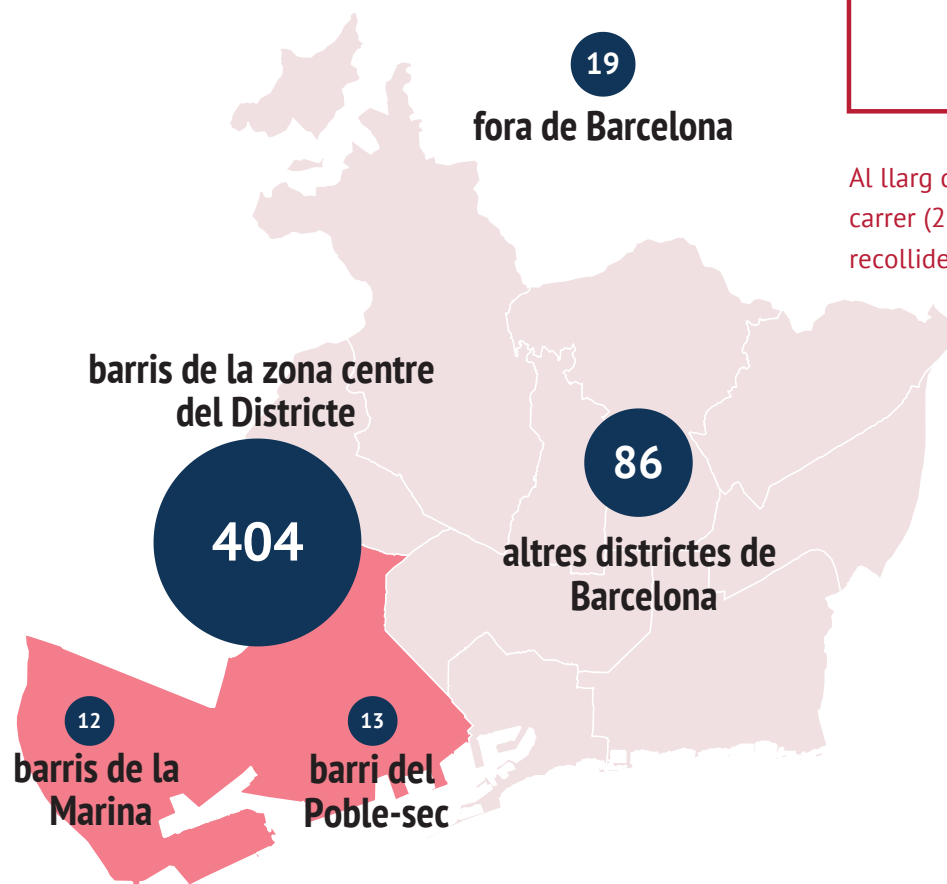 19
fora de Barcelona
Al llarg
carrer (2
barris de la zona centre
del Districte
404
86
altres districtes de
Barcelona
12
barris de la
Marina
13
barri del
Poble-sec